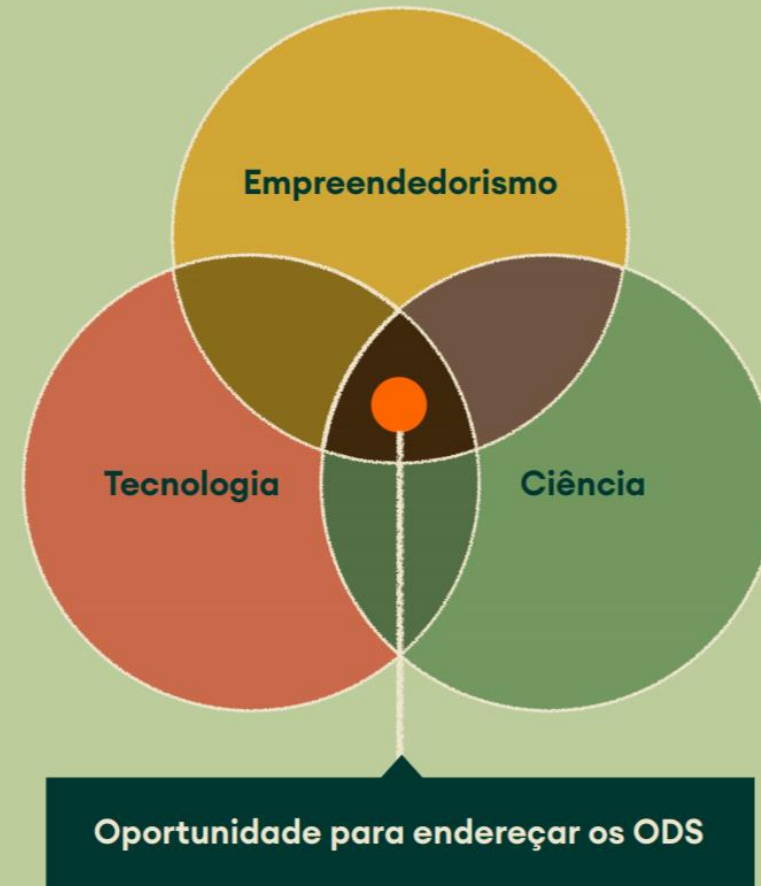 Empreendedorismo
Tecnologia
Ciência
Oportunidade para endereçar os ODS